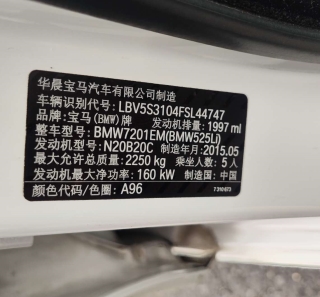 华晨宝马汽车有限公司制造
车辆识别代号: LBV5S3104FSL44747
品牌: 宝马(BMW)牌 发动机排量: 1997 ml
整车型号: BMW7201EM(BMW525Li)
发动机型号: N20B20C 制造年月: 2015.05
最大允许总质量: 2250 kg 乘坐人数: 5 人
最大净功率: 160 kW 制造国: 中国
颜色代码/色圈: A96